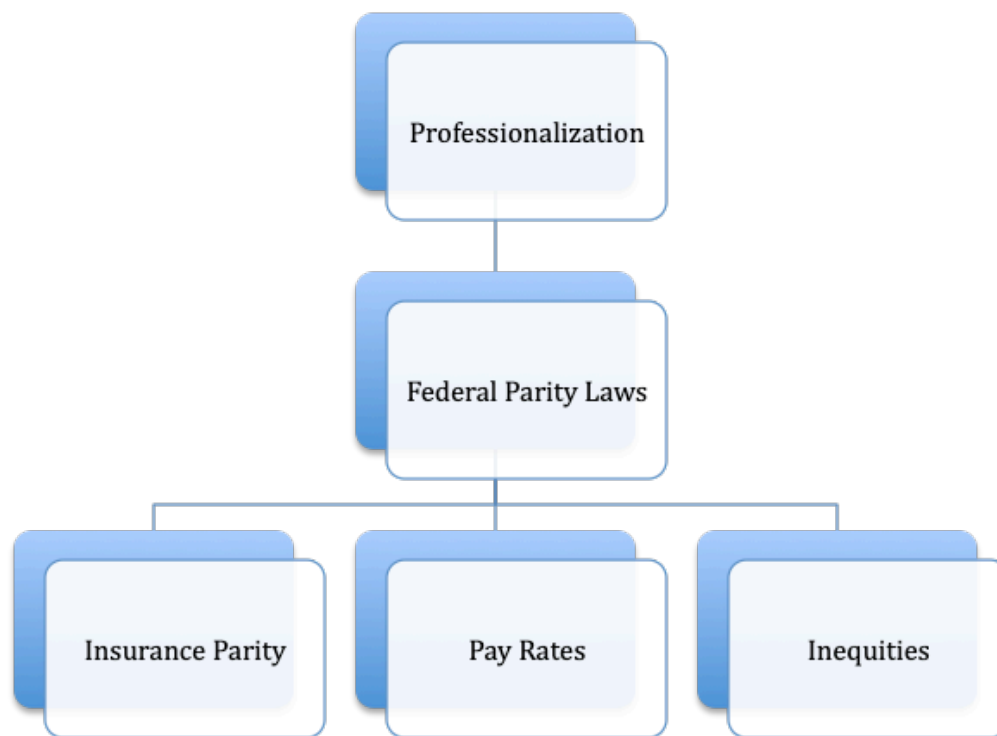 Professionalization
Federal Parity Laws
Insurance Parity
Pay Rates
Inequities